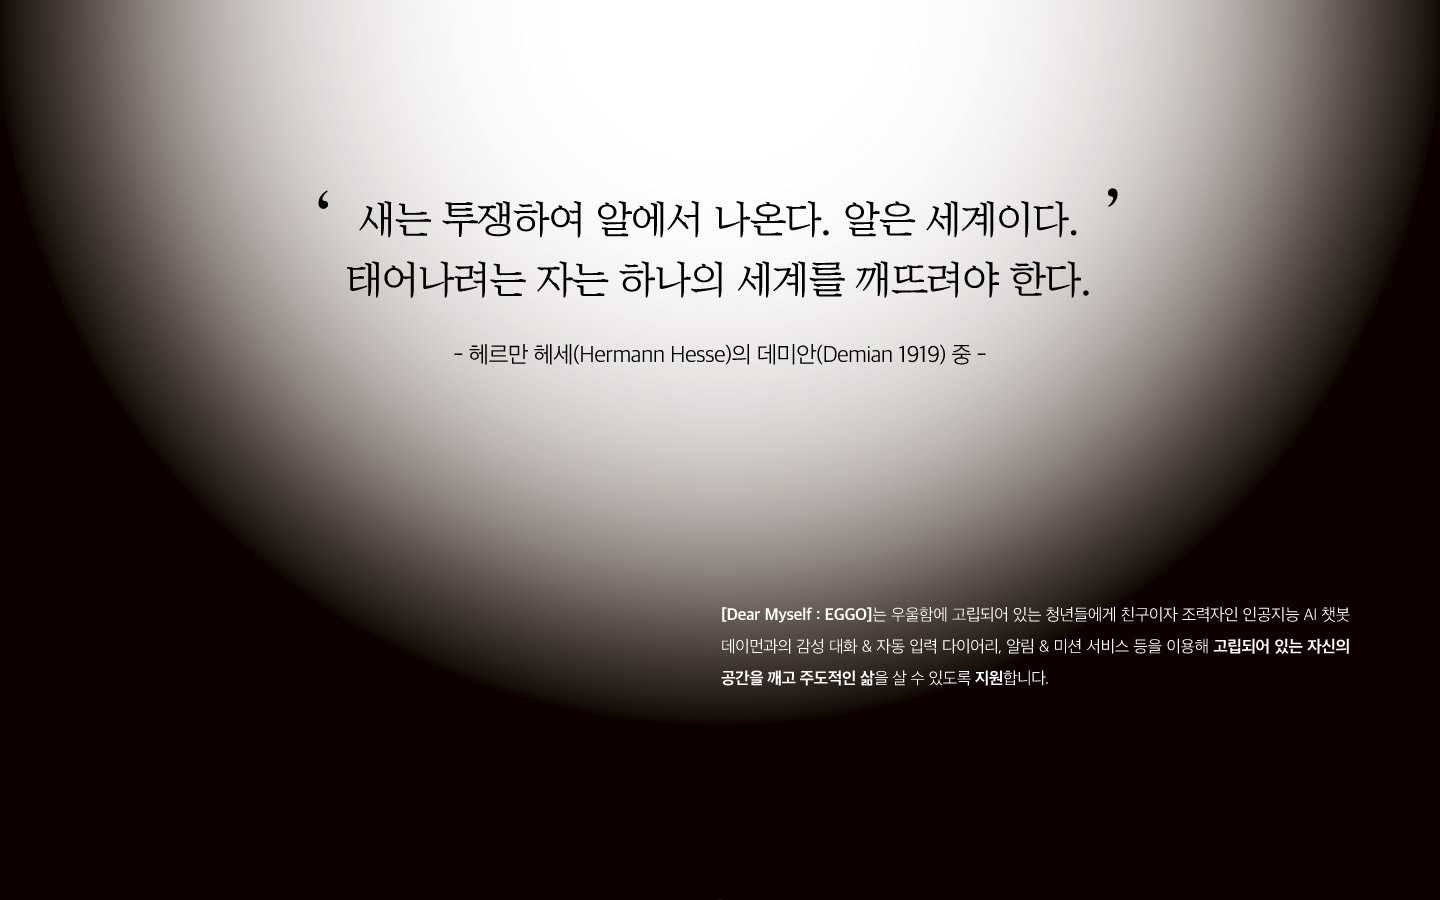 ‘ 새는 투쟁하여 알에서 나온다. 알은 세계이다. ’
태어나려는 자는 하나의 세계를 깨뜨려야 한다.
- 헤르만 헤세(Hermann Hesse)의 데미안(Demian 1919) 중 -
[Dear Myself : EGGO]는 우울함에 고립되어 있는 청년들에게 친구이자 조력자인 인공지능 AI 챗봇
데이먼과의 감성 대화 & 자동 입력 다이어리, 알림 & 미션 서비스 등을 이용해 고립되어 있는 자신의
공간을 깨고 주도적인 삶을 살 수 있도록 지원합니다.